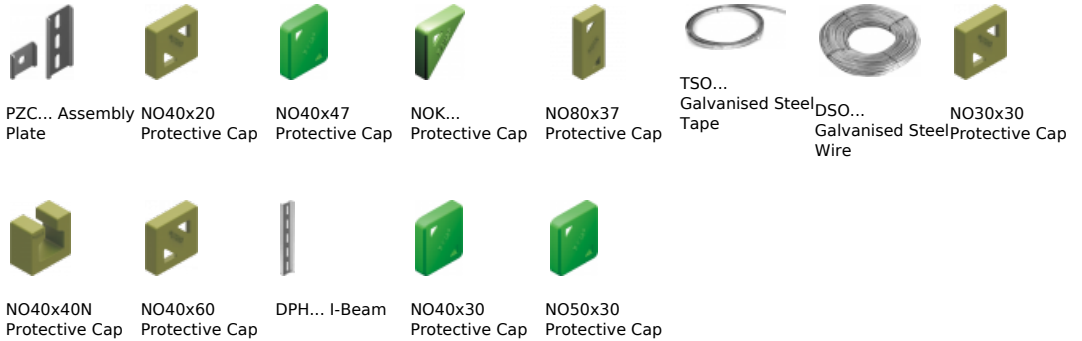 PZC... Assembly
Plate
NO40x20
Protective Cap
NO40x47
Protective Cap
NOK...
Protective Cap
NO80x37
Protective Cap
TSO...
Galvanised Steel
Tape
DSO...
Galvanised Steel
Wire
NO30x30
Protective Cap
NO40x40N
Protective Cap
NO40x60
Protective Cap
DPH... I-Beam
NO40x30
Protective Cap
NO50x30
Protective Cap